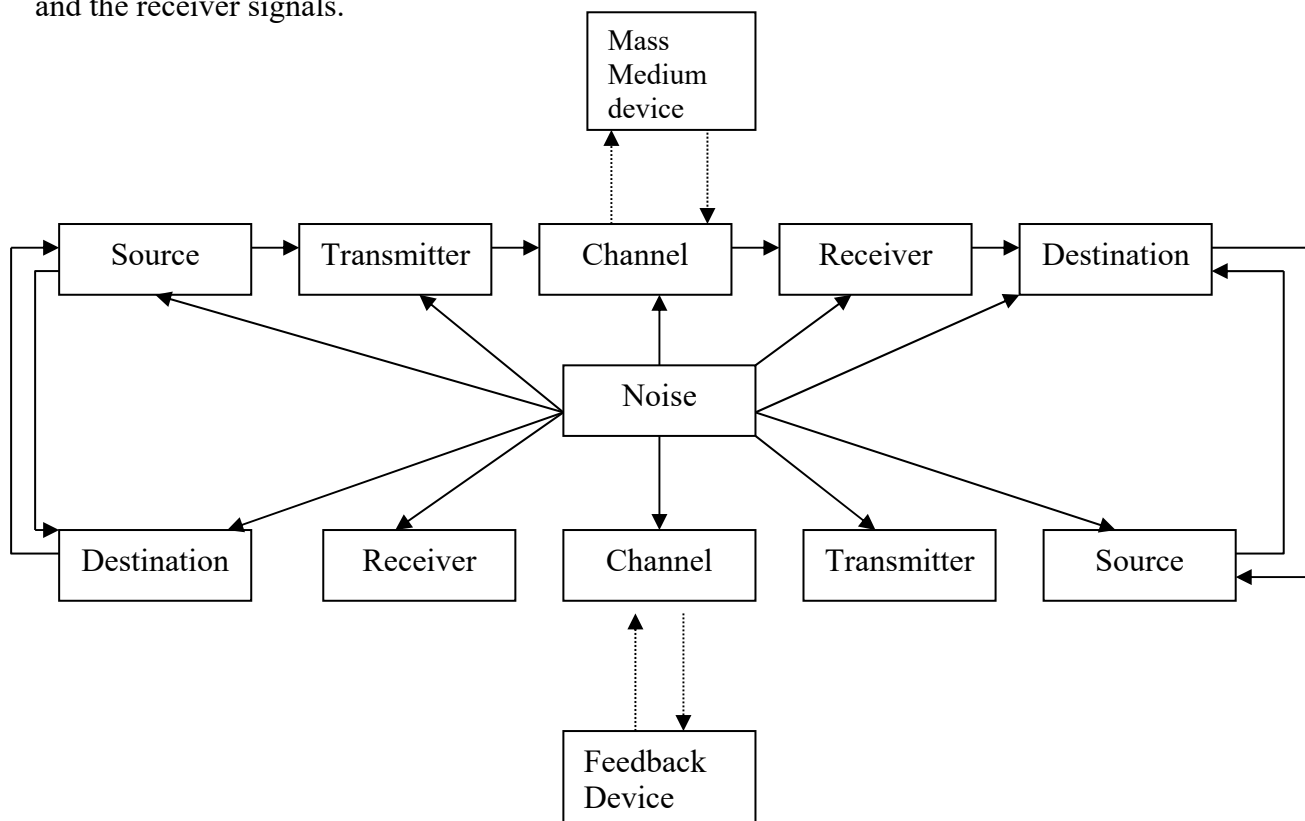 and the receiver signals.
Mass
Medium
device
Source
Transmitter
Channel
Receiver
Destination
Noise
Destination
Receiver
Channel
Transmitter
Source
Feedback
Device